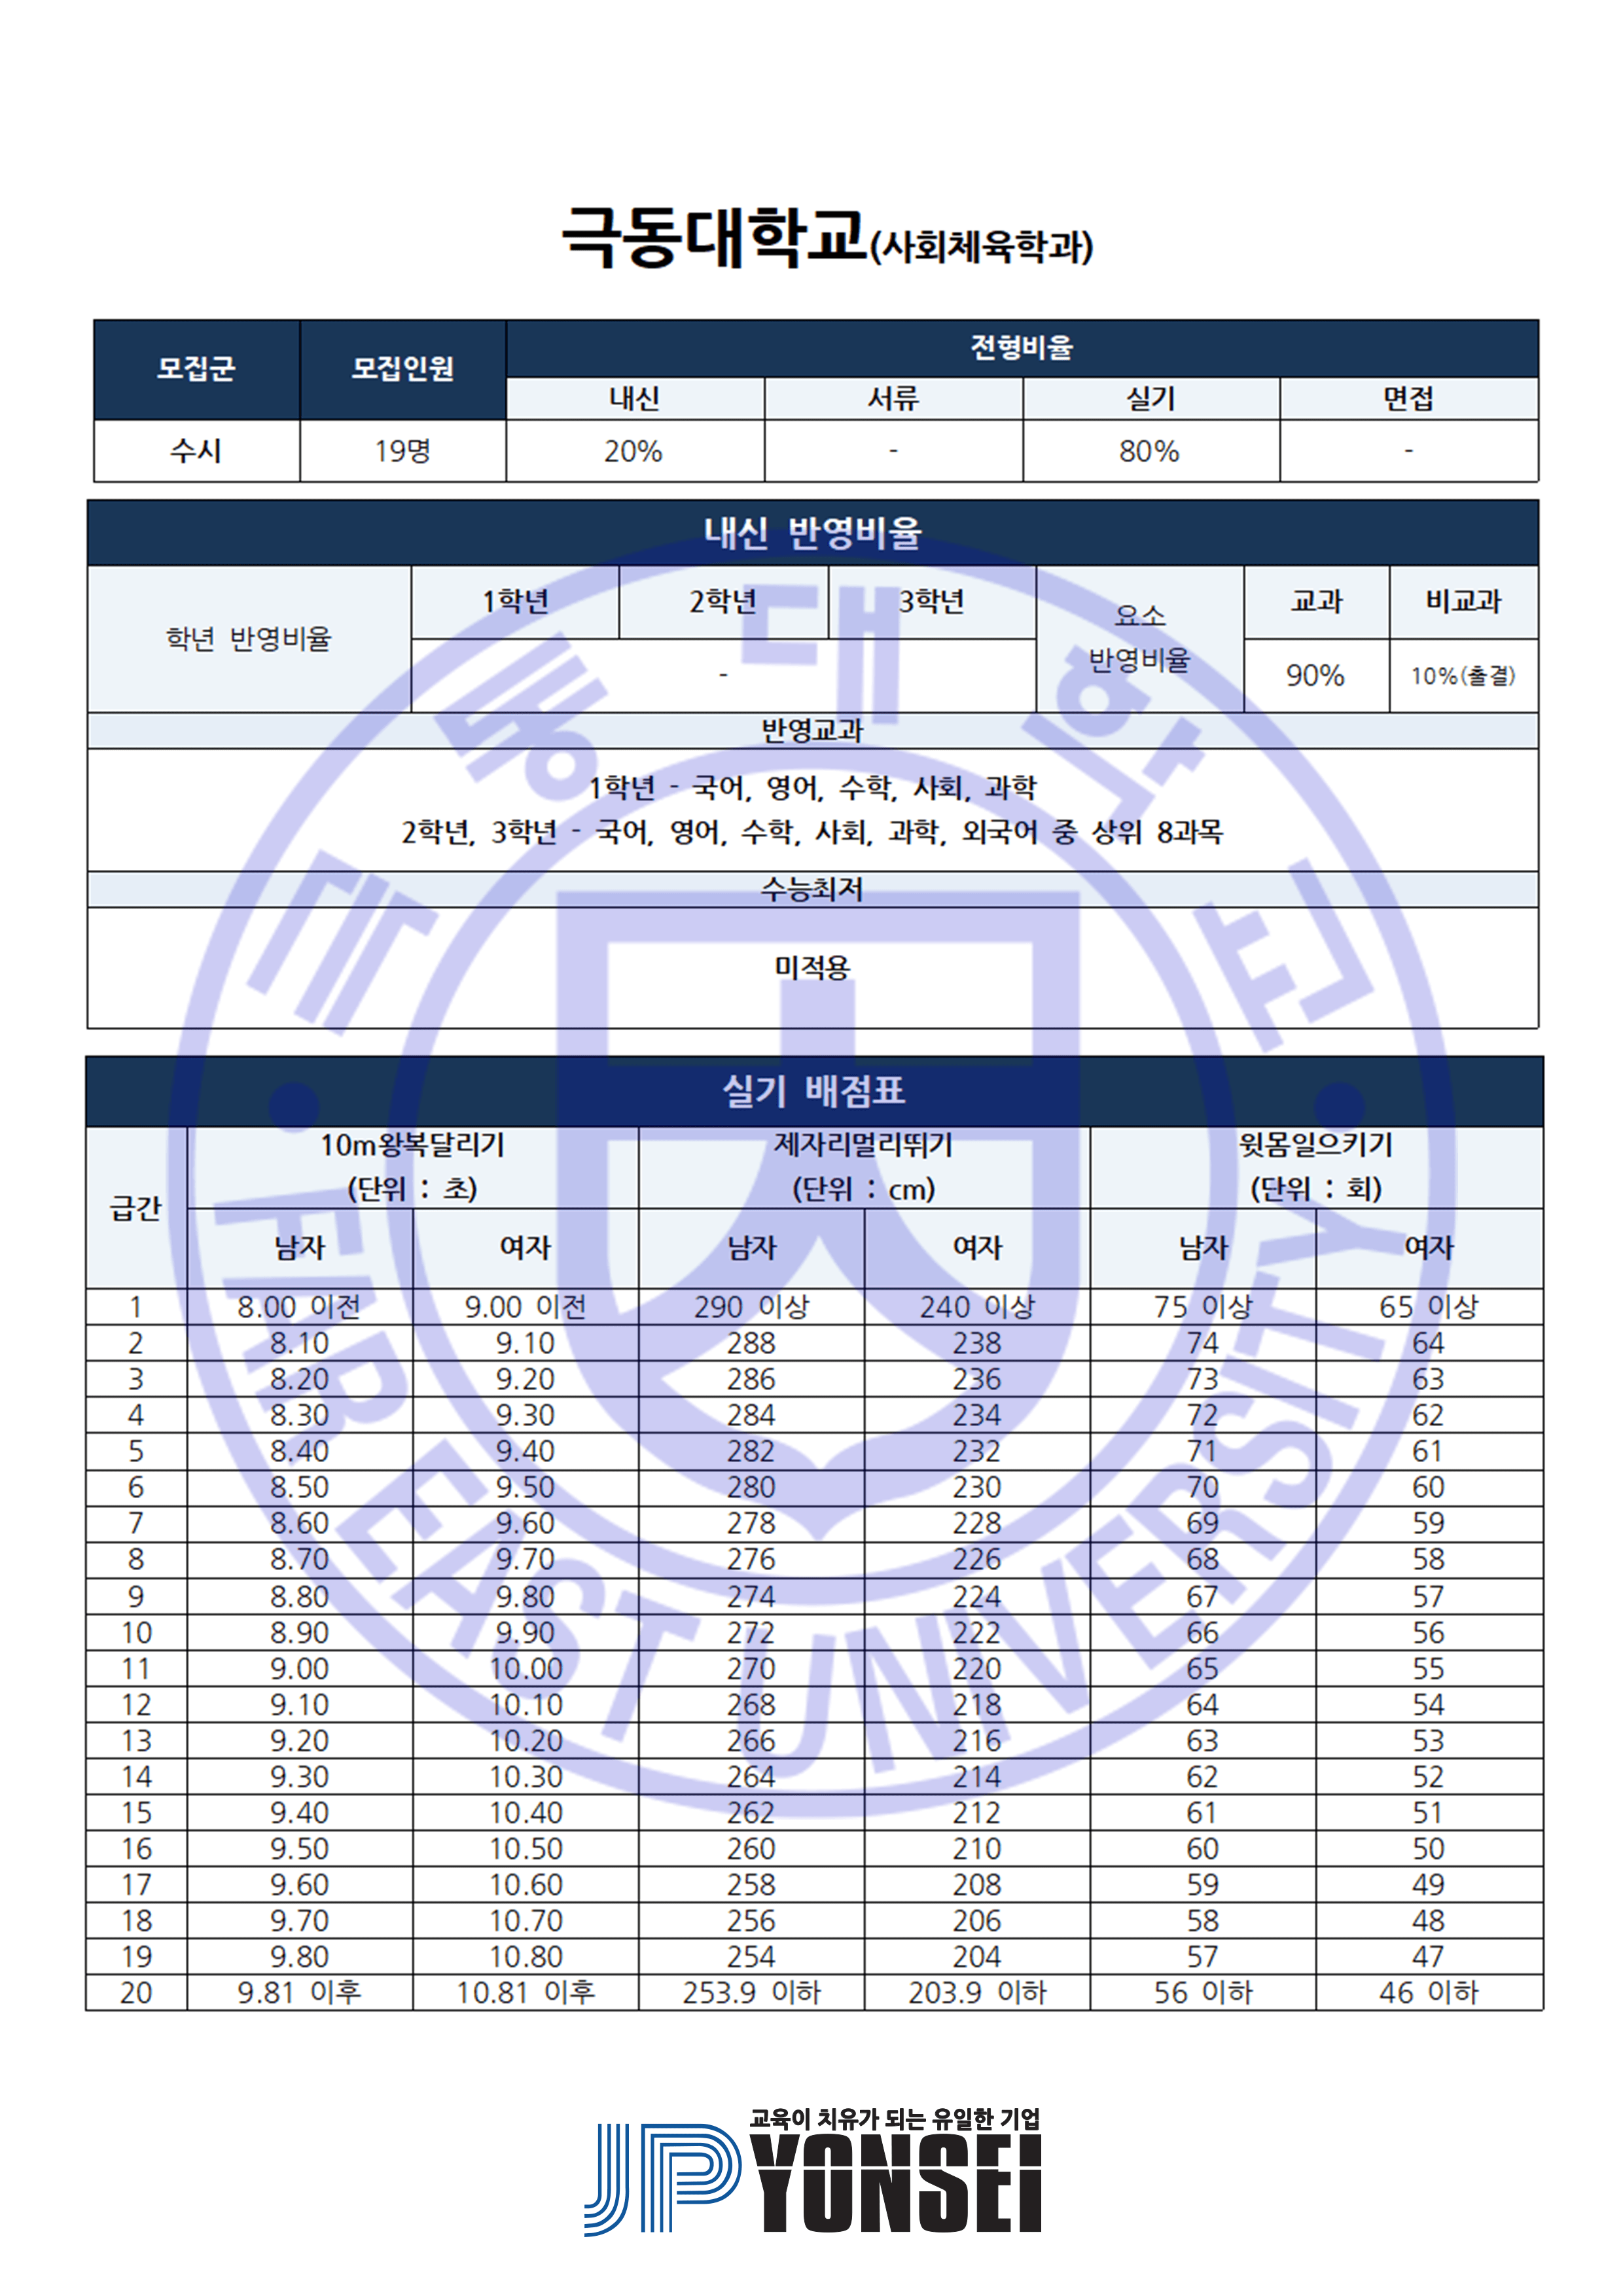 극동대학교(사회체육학과)
모집군 모집인원 전형비율
내신 서류 실기 면접
수시 19명 20% - 80% -
내신 반영비율
학년 반영비율 1학년 2학년 3학년 요소 반영비율 교과 비교과
- 90% 10%(출결)
반영교과
1학년 - 국어, 영어, 수학, 사회, 과학
2학년, 3학년 - 국어, 영어, 수학, 사회, 과학, 외국어 중 상위 8과목
수능최저
미적용
실기 배점표
급간 10m왕복달리기 (단위 : 초) 제자리멀리뛰기 (단위 : cm) 윗몸일으키기 (단위 : 회)
남자 여자 남자 여자 남자 여자
1 8.00 이전 9.00 이전 290 이상 240 이상 75 이상 65 이상
2 8.10 9.10 288 238 74 64
3 8.20 9.20 286 236 73 63
4 8.30 9.30 284 234 72 62
5 8.40 9.40 282 232 71 61
6 8.50 9.50 280 230 70 60
7 8.60 9.60 278 228 69 59
8 8.70 9.70 276 226 68 58
9 8.80 9.80 274 224 67 57
10 8.90 9.90 272 222 66 56
11 9.00 10.00 270 220 65 55
12 9.10 10.10 268 218 64 54
13 9.20 10.20 266 216 63 53
14 9.30 10.30 264 214 62 52
15 9.40 10.40 262 212 61 51
16 9.50 10.50 260 210 60 50
17 9.60 10.60 258 208 59 49
18 9.70 10.70 256 206 58 48
19 9.80 10.80 254 204 57 47
20 9.81 이후 10.81 이후 253.9 이하 203.9 이하 56 이하 46 이하
극동대학교
FAR EAST UNIVERSITY
교육이 치유가 되는 유일한 기업
JP YONSEI